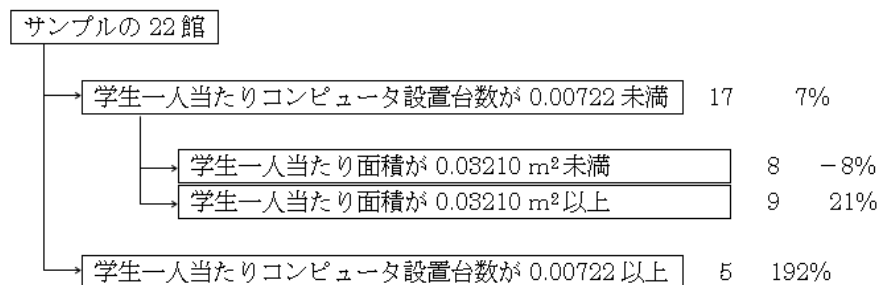 サンプルの 22 館
学生一人当たりコンピュータ設置台数が 0.00722 未満 17 7%
学生一人当たり面積が 0.03210 m²未満 8 −8%
学生一人当たり面積が 0.03210 m²以上 9 21%
学生一人当たりコンピュータ設置台数が 0.00722 以上 5 192%